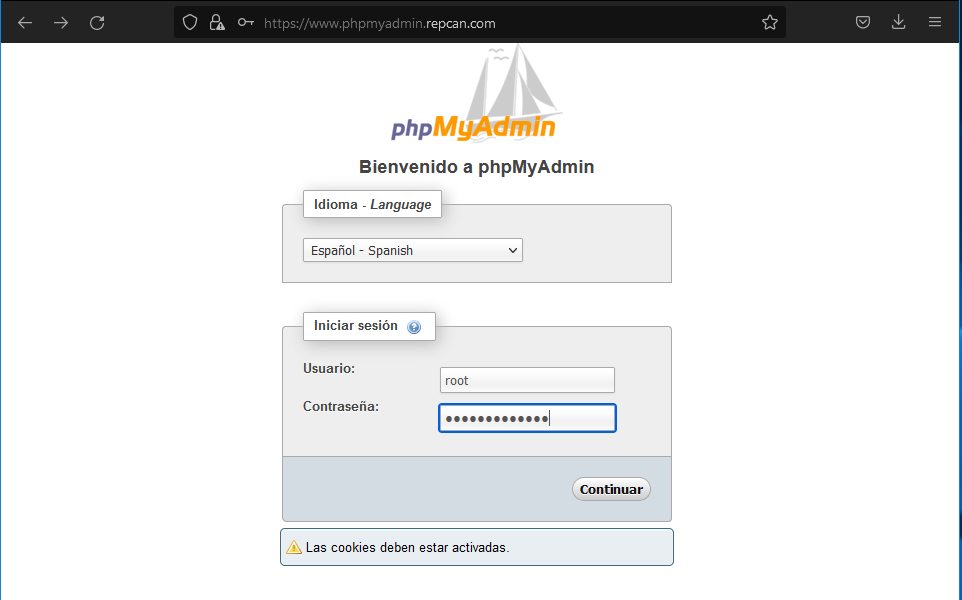 https://www.phpmyadmin.repcan.com
phpMyAdmin
Bienvenido a phpMyAdmin
Idioma - Language
Español - Spanish
Iniciar sesión
Usuario:
root
Contraseña:
•••••••••••••
Continuar
Las cookies deben estar activadas.